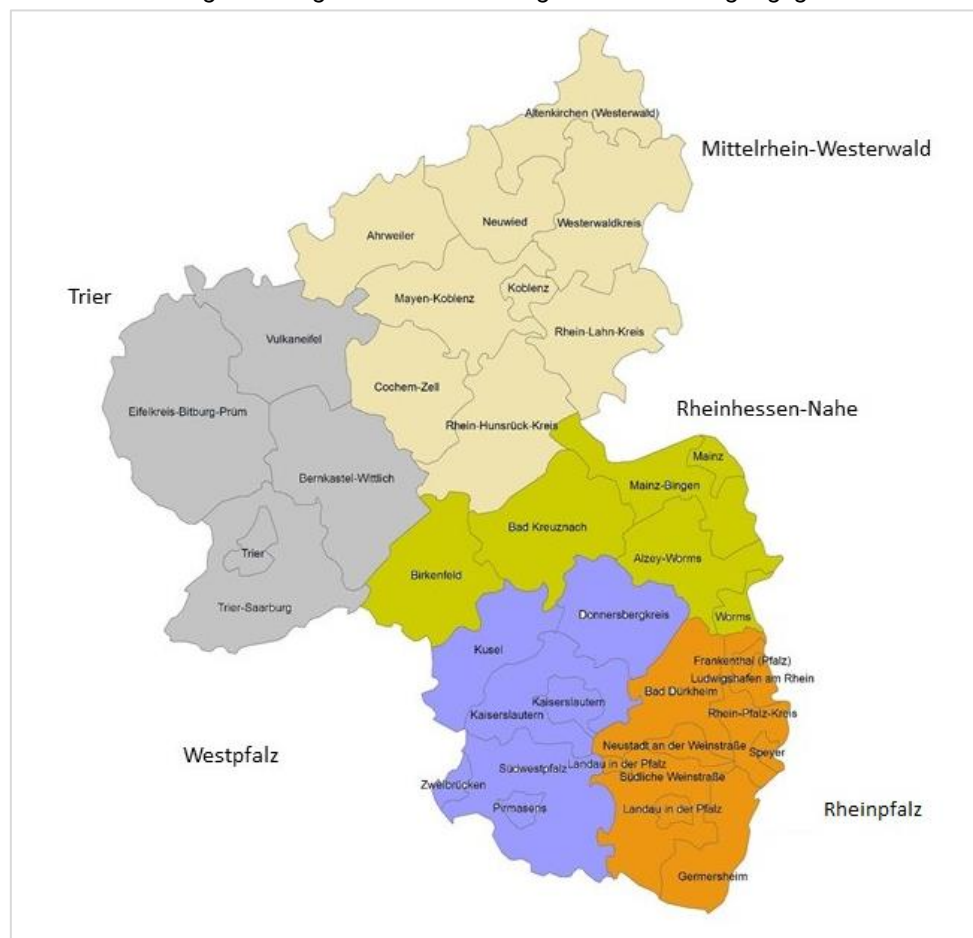 Altenkirchen (Westerwald)
Mittelrhein-Westerwald
Neuwied
Westerwaldkreis
Ahrweiler
Koblenz
Mayen-Koblenz
Trier
Rhein-Lahn-Kreis
Vulkaneifel
Cochem-Zell
Rheinhessen-Nahe
Eifelkreis-Bitburg-Prüm
Rhein-Hunsrück-Kreis
Mainz
Bernkastel-Wittlich
Mainz-Bingen
Bad Kreuznach
Trier
Alzey-Worms
Birkenfeld
Trier-Saarburg
Donnersbergkreis
Worms
Kusel
Frankenthal (Pfalz)
Ludwigshafen am Rhein
Bad Dürkheim
Kaiserslautern
Kaiserslautern
Rhein-Pfalz-Kreis
Neustadt an der Weinstraße
Speyer
Westpfalz
Südwestpfalz
Landau in der Pfalz
Südliche Weinstraße
Zweibrücken
Pirmasens
Landau in der Pfalz
Rheinpfalz
Germersheim